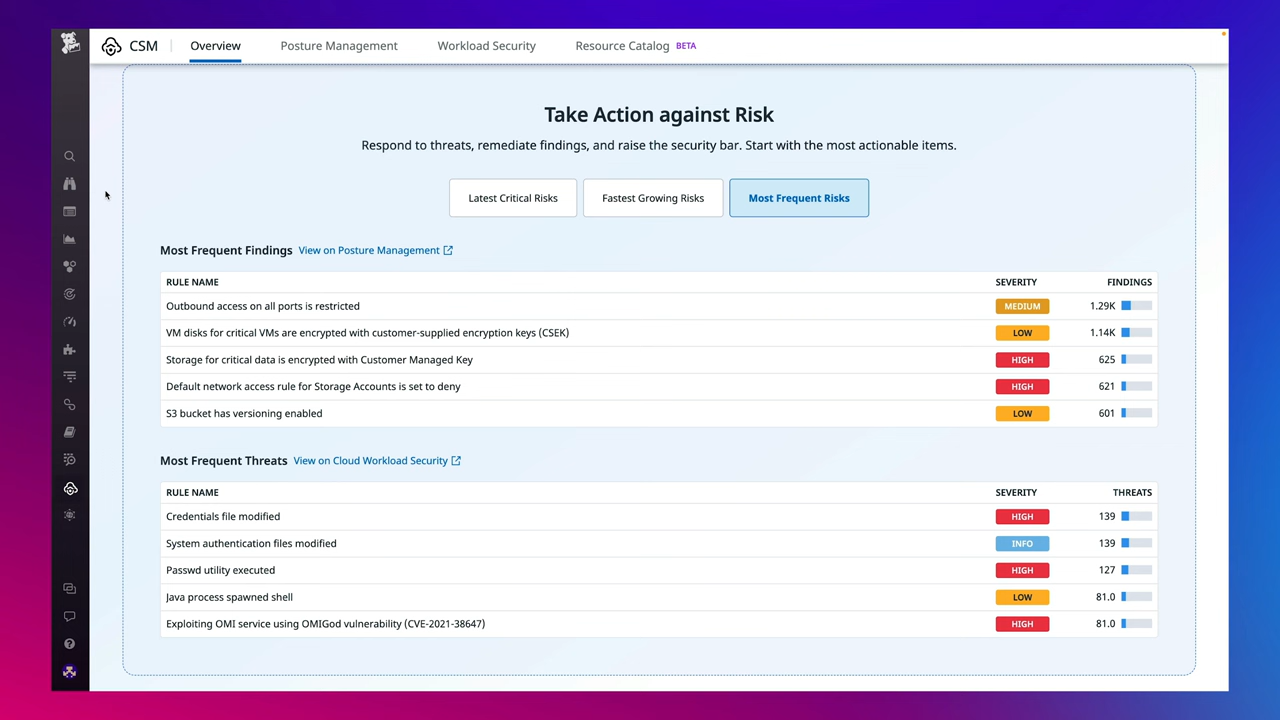 CSM
Overview
Posture Management
Workload Security
Resource Catalog BETA
Take Action against Risk
Respond to threats, remediate findings, and raise the security bar. Start with the most actionable items.
Latest Critical Risks
Fastest Growing Risks
Most Frequent Risks
Most Frequent Findings View on Posture Management
RULE NAME SEVERITY FINDINGS
Outbound access on all ports is restricted MEDIUM 1.29K
VM disks for critical VMs are encrypted with customer-supplied encryption keys (CSEK) LOW 1.14K
Storage for critical data is encrypted with Customer Managed Key HIGH 625
Default network access rule for Storage Accounts is set to deny HIGH 621
S3 bucket has versioning enabled LOW 601
Most Frequent Threats View on Cloud Workload Security
RULE NAME SEVERITY THREATS
Credentials file modified HIGH 139
System authentication files modified INFO 139
Passwd utility executed HIGH 127
Java process spawned shell LOW 81.0
Exploiting OMI service using OMIGod vulnerability (CVE-2021-38647) HIGH 81.0